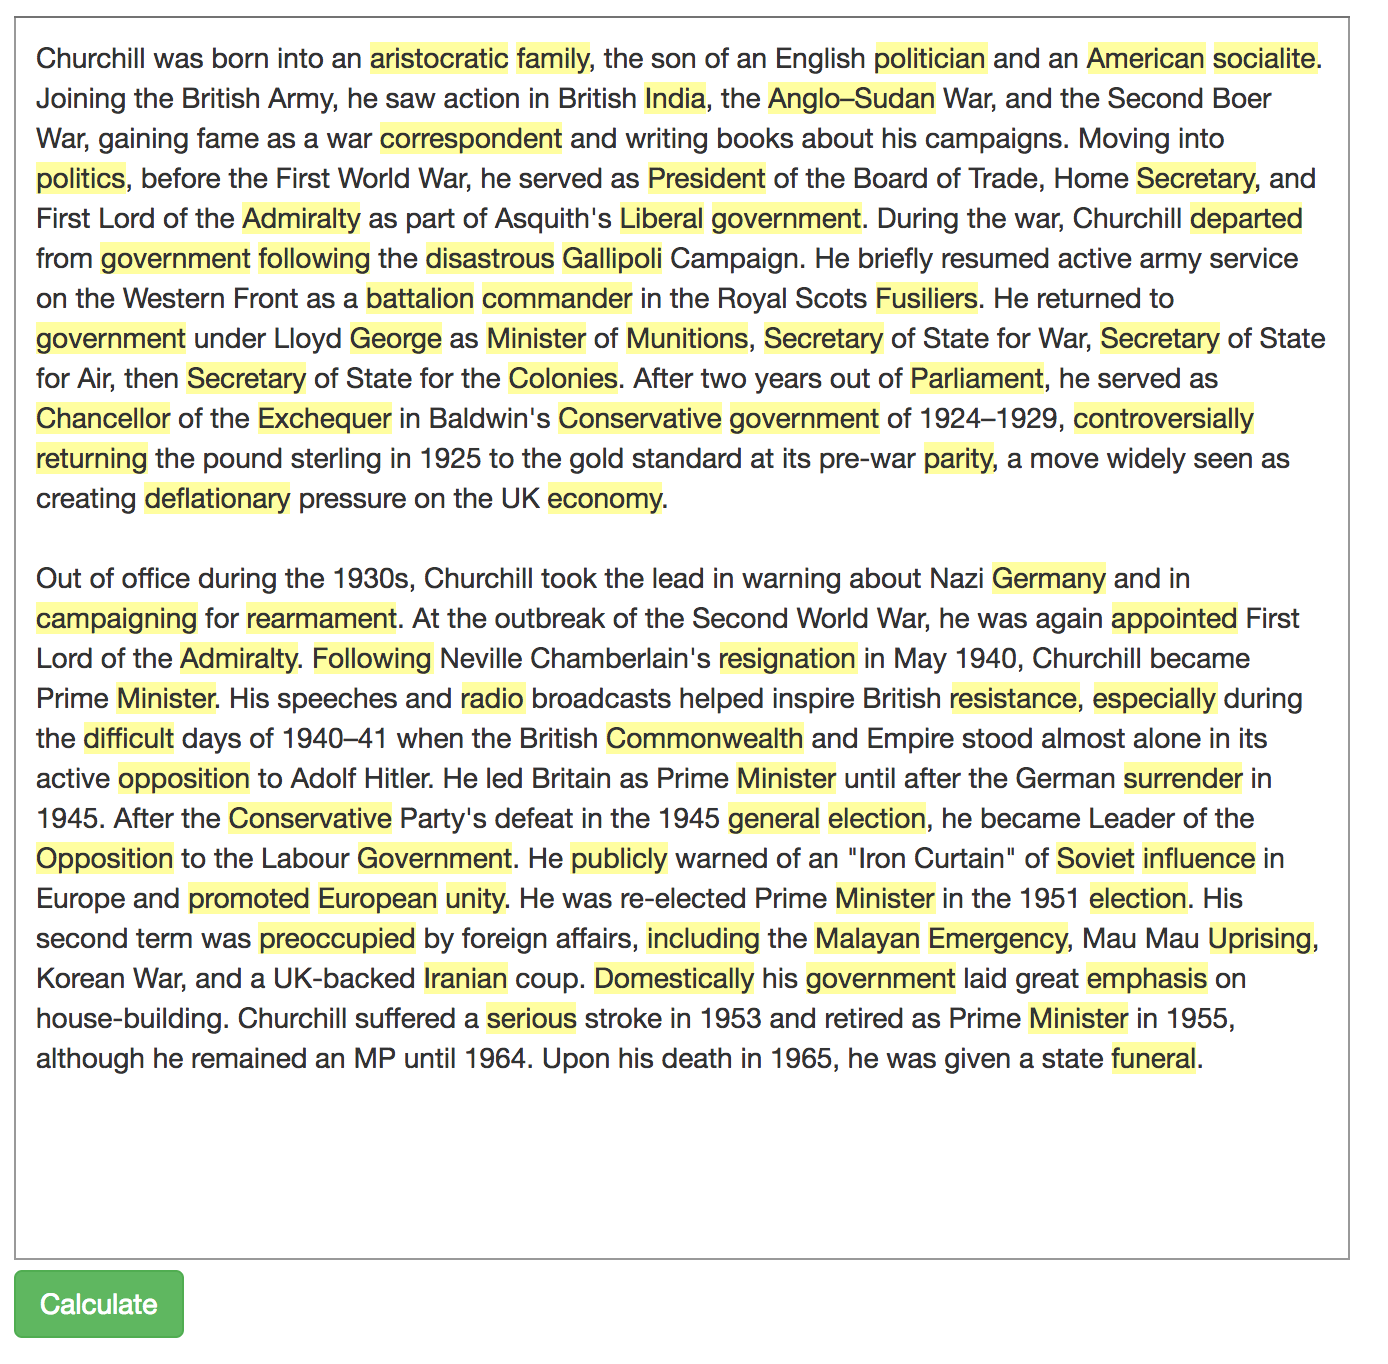 Churchill was born into an aristocratic family, the son of an English politician and an American socialite.
Joining the British Army, he saw action in British India, the Anglo–Sudan War, and the Second Boer
War, gaining fame as a war correspondent and writing books about his campaigns. Moving into
politics, before the First World War, he served as President of the Board of Trade, Home Secretary, and
First Lord of the Admiralty as part of Asquith's Liberal government. During the war, Churchill departed
from government following the disastrous Gallipoli Campaign. He briefly resumed active army service
on the Western Front as a battalion commander in the Royal Scots Fusiliers. He returned to
government under Lloyd George as Minister of Munitions, Secretary of State for War, Secretary of State
for Air, then Secretary of State for the Colonies. After two years out of Parliament, he served as
Chancellor of the Exchequer in Baldwin's Conservative government of 1924–1929, controversially
returning the pound sterling in 1925 to the gold standard at its pre-war parity, a move widely seen as
creating deflationary pressure on the UK economy.
Out of office during the 1930s, Churchill took the lead in warning about Nazi Germany and in
campaigning for rearmament. At the outbreak of the Second World War, he was again appointed First
Lord of the Admiralty. Following Neville Chamberlain's resignation in May 1940, Churchill became
Prime Minister. His speeches and radio broadcasts helped inspire British resistance, especially during
the difficult days of 1940–41 when the British Commonwealth and Empire stood almost alone in its
active opposition to Adolf Hitler. He led Britain as Prime Minister until after the German surrender in
1945. After the Conservative Party's defeat in the 1945 general election, he became Leader of the
Opposition to the Labour Government. He publicly warned of an "Iron Curtain" of Soviet influence in
Europe and promoted European unity. He was re-elected Prime Minister in the 1951 election. His
second term was preoccupied by foreign affairs, including the Malayan Emergency, Mau Mau Uprising,
Korean War, and a UK-backed Iranian coup. Domestically his government laid great emphasis on
house-building. Churchill suffered a serious stroke in 1953 and retired as Prime Minister in 1955,
although he remained an MP until 1964. Upon his death in 1965, he was given a state funeral.
Calculate